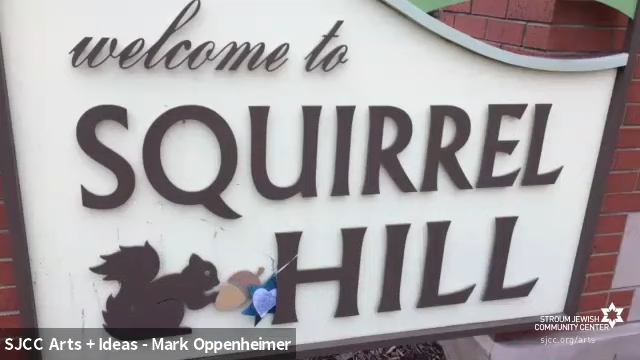 welcome to
SQUIRREL
HILL
STROUM JEWISH
COMMUNITY CENTER
sjcc.org/arts
SJCC Arts + Ideas - Mark Oppenheimer